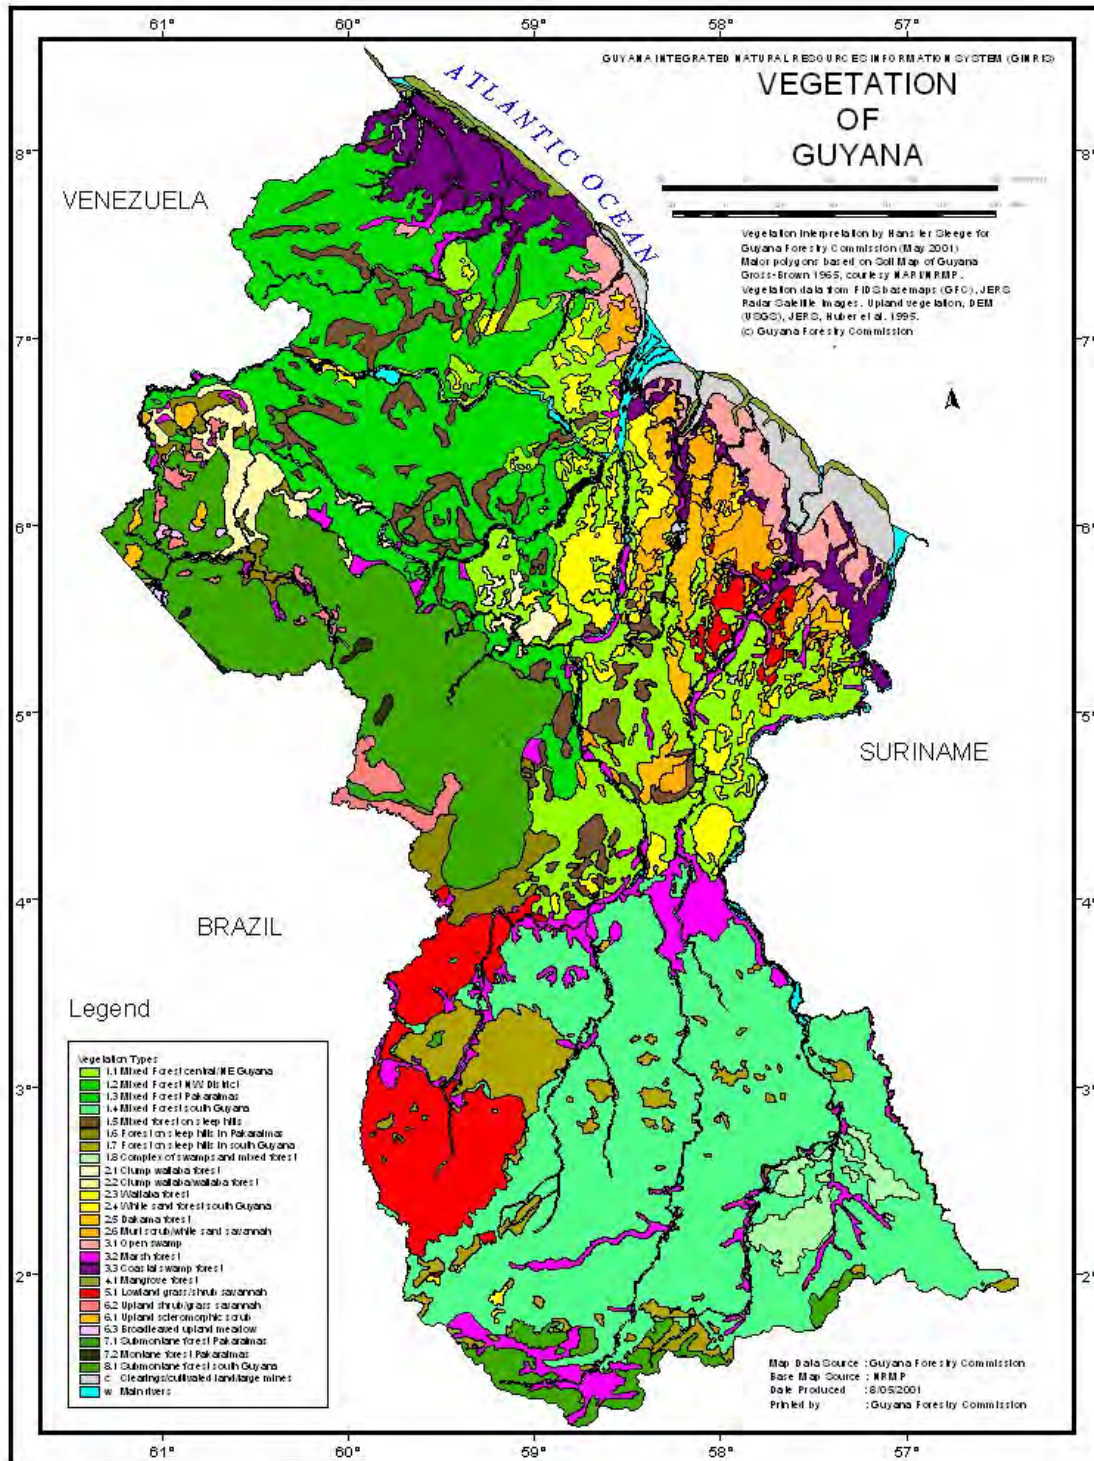 61°
60°
59°
58°
57°
GUYANA INTEGRATED NATURAL RESOURCES INFORMATION SYSTEM (GINRIS)
VEGETATION
OF
GUYANA
ATLANTIC OCEAN
8°
8°
VENEZUELA
Vegetation Interpretation by Hans ter Steege for
Guyana Forestry Commission (May 2001)
Major polygons based on Soil Map of Guyana
Gross-Brown 1965, courtesy NARI/NRMP.
Vegetation data from FIDS basemaps (GFC), JERS
Radar Satellite Images. Upland vegetation, DEM
(USGS), JERS, Huber et al. 1995.
(c) Guyana Forestry Commission
7°
7°
6°
6°
5°
5°
SURINAME
4°
4°
BRAZIL
Legend
Vegetation Types
1.1 Mixed Forest central/NE Guyana
1.2 Mixed Forest NW District
1.3 Mixed Forest Pakaraimas
1.4 Mixed Forest south Guyana
1.5 Mixed forest on steep hills
1.6 Forest on steep hills in Pakaraimas
1.7 Forest on steep hills in south Guyana
1.8 Complex of swamps and mixed forest
2.1 Clump wallaba forest
2.2 Clump wallaba/wallaba forest
2.3 Wallaba forest
2.4 White sand forest south Guyana
2.5 Dakama forest
2.6 Muri scrub/white sand savannah
3.1 Open swamp
3.2 Marsh forest
3.3 Coastal swamp forest
4.1 Mangrove forest
5.1 Lowland grass/shrub savannah
6.2 Upland shrub/grass savannah
6.1 Upland scleromorphic scrub
6.3 Broadleaved upland meadow
7.1 Submontane forest Pakaraimas
7.2 Montane forest Pakaraimas
8.1 Submontane forest south Guyana
c Clearings/cultivated land/large mines
w Main rivers
3°
3°
2°
2°
Map Data Source : Guyana Forestry Commission
Base Map Source : NRMP
Date Produced : 8/05/2001
Printed by : Guyana Forestry Commission
61°
60°
59°
58°
57°